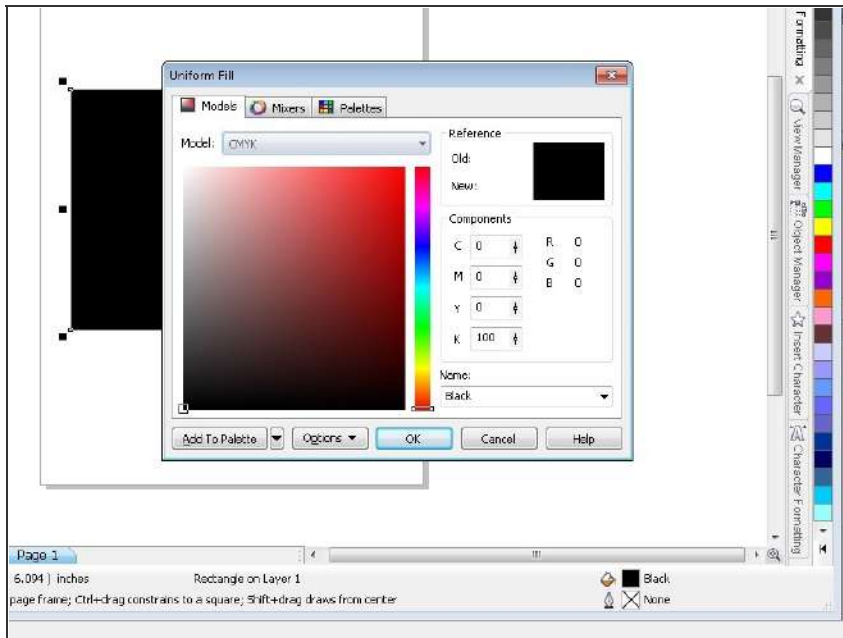 Uniform Fill
Models
Mixers
Palettes
Model: CMYK
Reference
Old:
New:
Components
C 0 R 0
G 0
M 0 B 0
Y 0
K 100
Name:
Black
Add To Palette
Options
OK
Cancel
Help
Formatting
View Manager
Object Manager
Insert Character
Character Formatting
Page 1
6.094 ) inches
Rectangle on Layer 1
Black
page frame; Ctrl+drag constrains to a square; Shift+drag draws from center
None